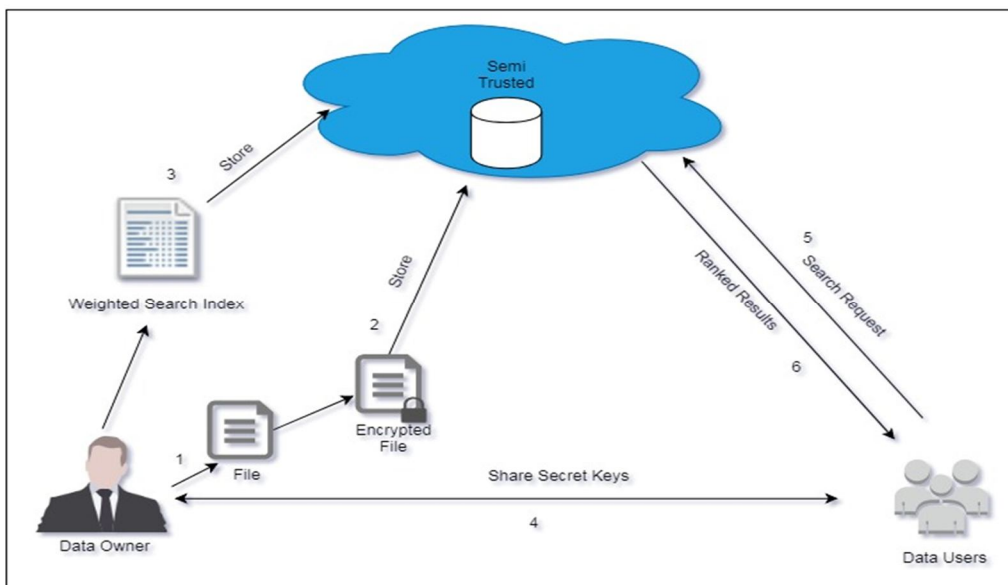 Semi
Trusted
3
Store
Weighted Search Index
2
Store
5
Search Request
Ranked Results
6
Encrypted
File
1
File
Share Secret Keys
4
Data Owner
Data Users